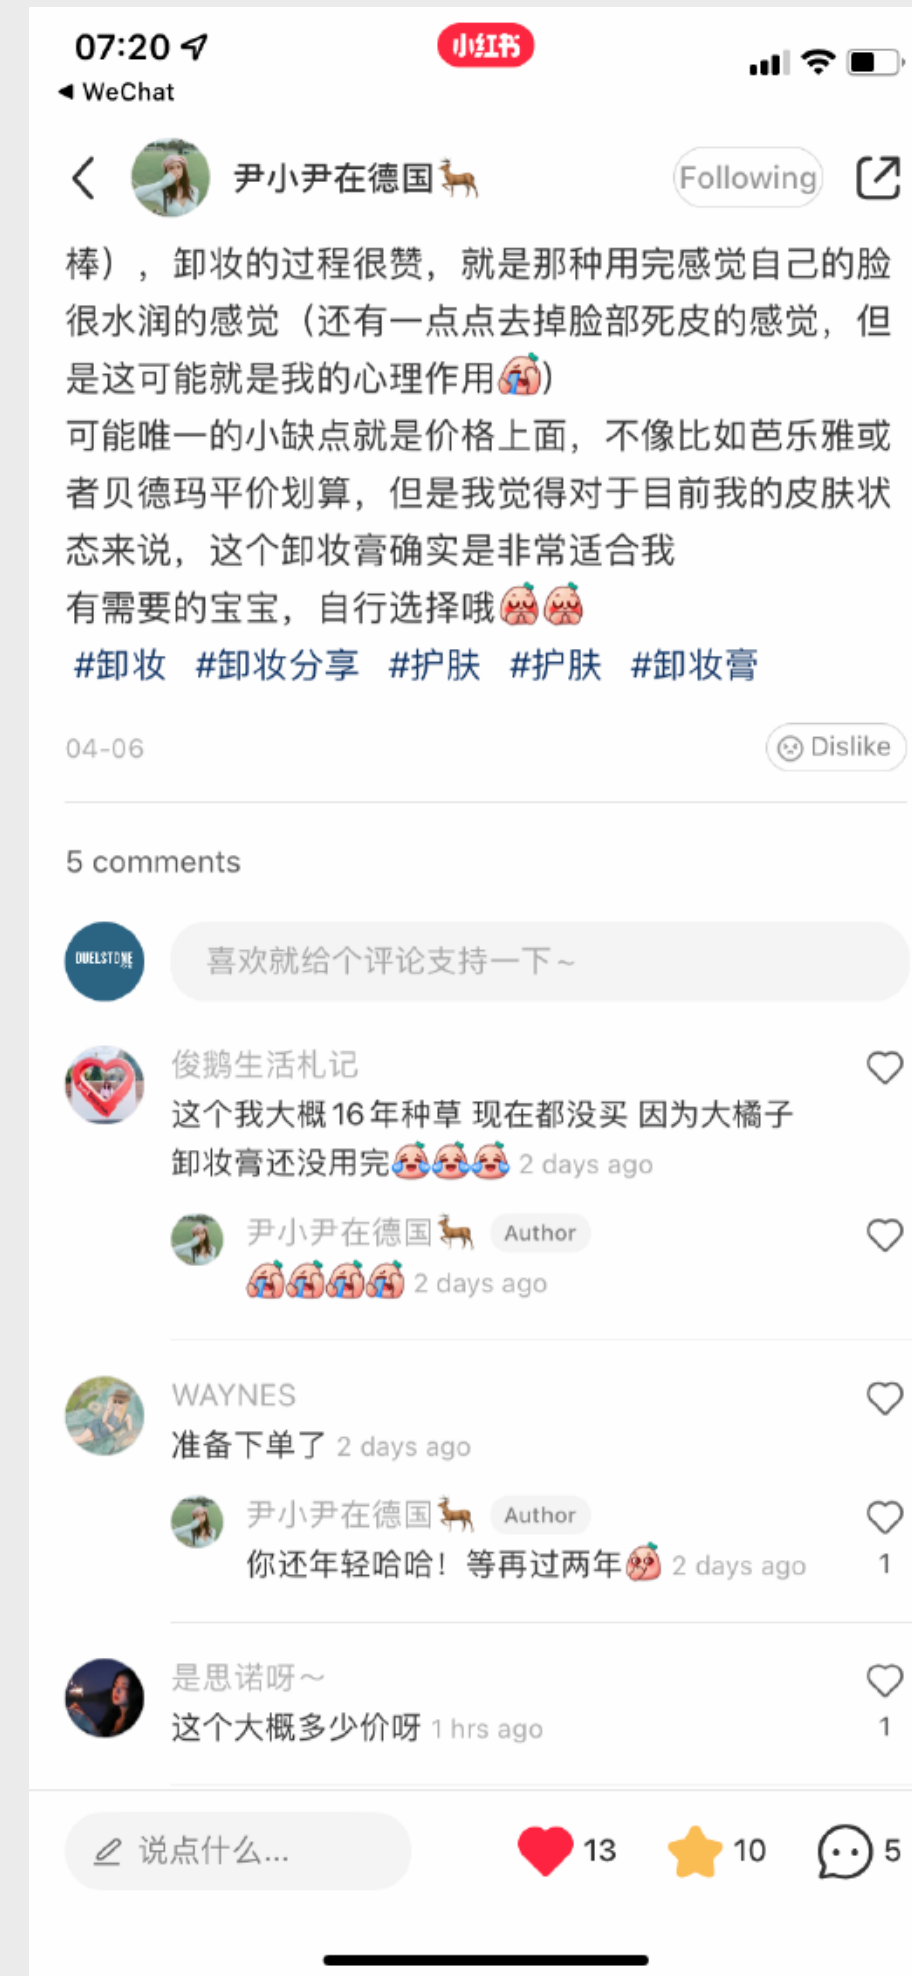 07:20
小红书
◀ WeChat
尹小尹在德国🦌
Following
棒），卸妆的过程很赞，就是那种用完感觉自己的脸
很水润的感觉（还有一点点去掉脸部死皮的感觉，但
是这可能就是我的心理作用）
可能唯一的小缺点就是价格上面，不像比如芭乐雅或
者贝德玛平价划算，但是我觉得对于目前我的皮肤状
态来说，这个卸妆膏确实是非常适合我
有需要的宝宝，自行选择哦
#卸妆 #卸妆分享 #护肤 #护肤 #卸妆膏
04-06
Dislike
5 comments
DUELSTONE
喜欢就给个评论支持一下～
俊鹅生活札记
这个我大概16年种草 现在都没买 因为大橘子
卸妆膏还没用完 2 days ago
尹小尹在德国🦌 Author
2 days ago
WAYNES
准备下单了 2 days ago
尹小尹在德国🦌 Author
你还年轻哈哈！等再过两年 2 days ago
1
是思诺呀～
这个大概多少价呀 1 hrs ago
1
说点什么...
13
10
5